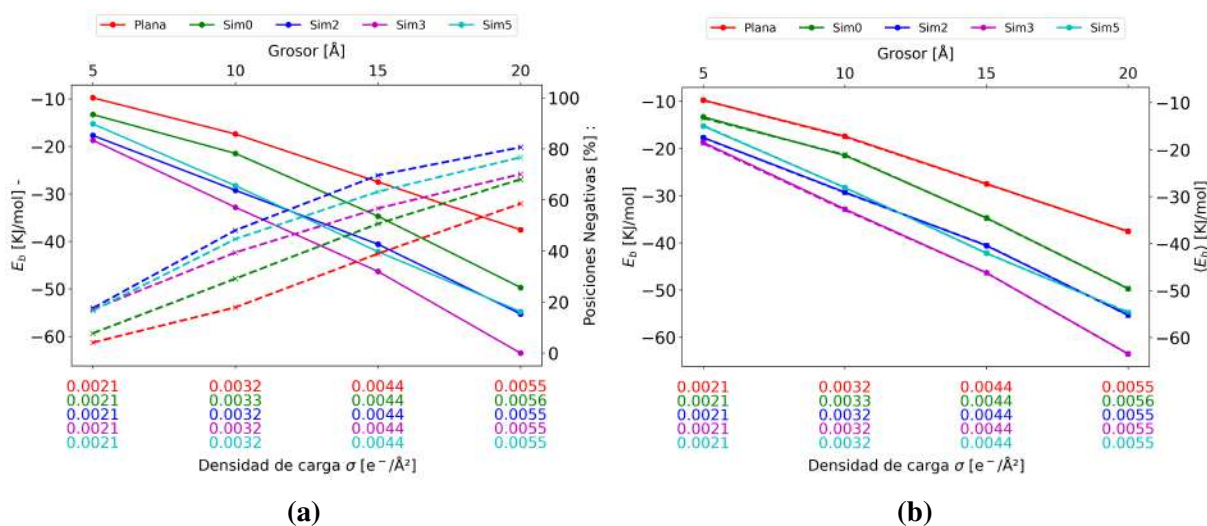 Plana Sim0 Sim2 Sim3 Sim5
Grosor [Å]
5 10 15 20
−10
−20
−30
−40
−50
−60
E_b [KJ/mol] -
100
80
60
40
20
0
Posiciones Negativas [%] :
0.0021 0.0032 0.0044 0.0055
0.0021 0.0033 0.0044 0.0056
0.0021 0.0032 0.0044 0.0055
0.0021 0.0032 0.0044 0.0055
0.0021 0.0032 0.0044 0.0055
Densidad de carga σ [e⁻/Å²]
(a)
Plana Sim0 Sim2 Sim3 Sim5
Grosor [Å]
5 10 15 20
−10
−20
−30
−40
−50
−60
E_b [KJ/mol]
−10
−20
−30
−40
−50
−60
⟨E_b⟩ [KJ/mol]
0.0021 0.0032 0.0044 0.0055
0.0021 0.0033 0.0044 0.0056
0.0021 0.0032 0.0044 0.0055
0.0021 0.0032 0.0044 0.0055
0.0021 0.0032 0.0044 0.0055
Densidad de carga σ [e⁻/Å²]
(b)